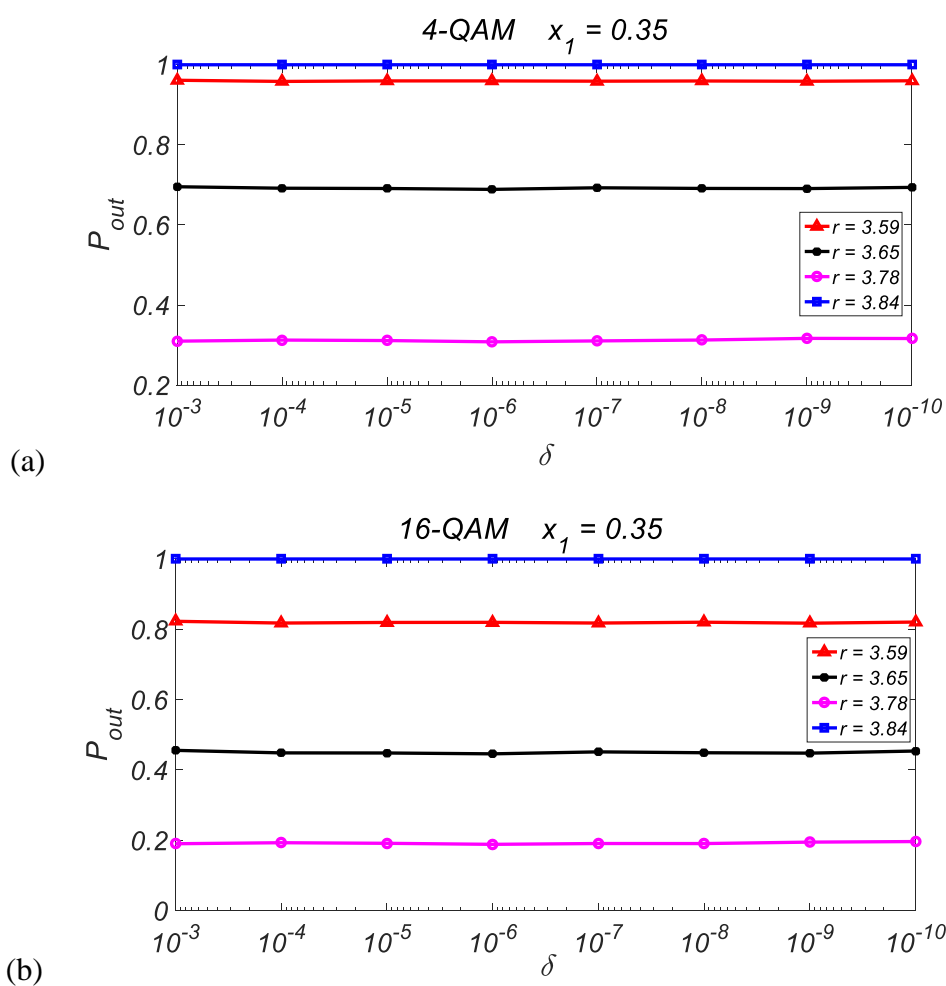 4-QAM x₁ = 0.35
1
0.8
0.6
0.4
0.2
P_out
r = 3.59
r = 3.65
r = 3.78
r = 3.84
10⁻³ 10⁻⁴ 10⁻⁵ 10⁻⁶ 10⁻⁷ 10⁻⁸ 10⁻⁹ 10⁻¹⁰
δ
(a)
16-QAM x₁ = 0.35
1
0.8
0.6
0.4
0.2
0
P_out
r = 3.59
r = 3.65
r = 3.78
r = 3.84
10⁻³ 10⁻⁴ 10⁻⁵ 10⁻⁶ 10⁻⁷ 10⁻⁸ 10⁻⁹ 10⁻¹⁰
δ
(b)